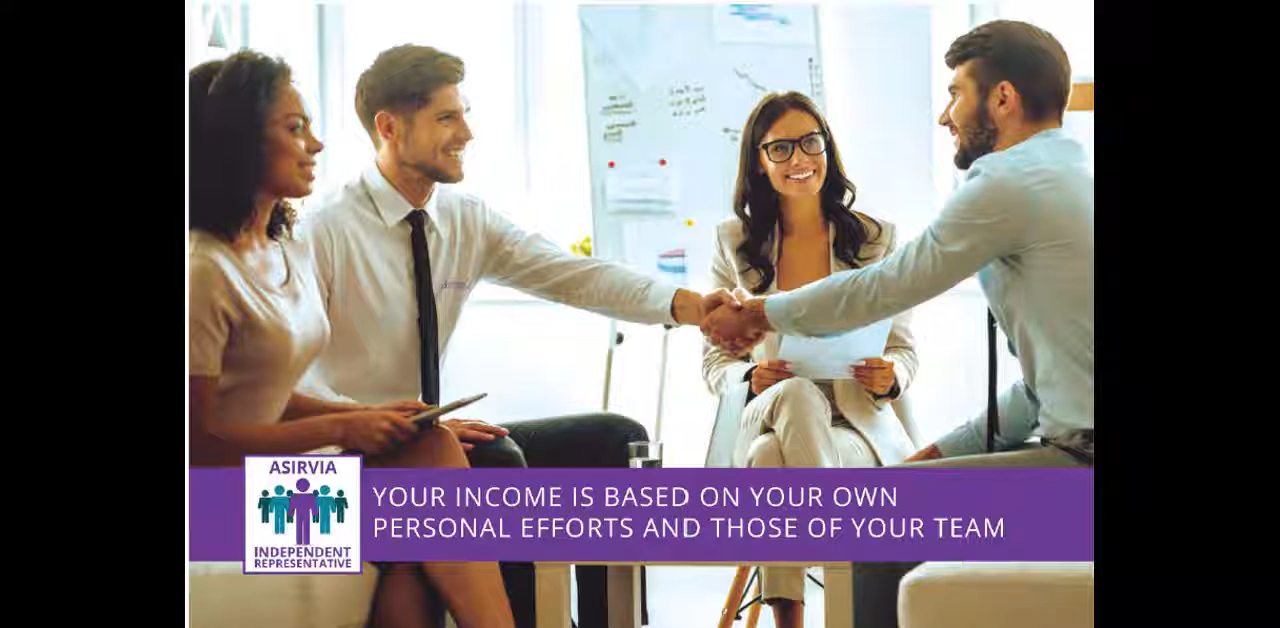 ASIRVIA
INDEPENDENT
REPRESENTATIVE
YOUR INCOME IS BASED ON YOUR OWN
PERSONAL EFFORTS AND THOSE OF YOUR TEAM